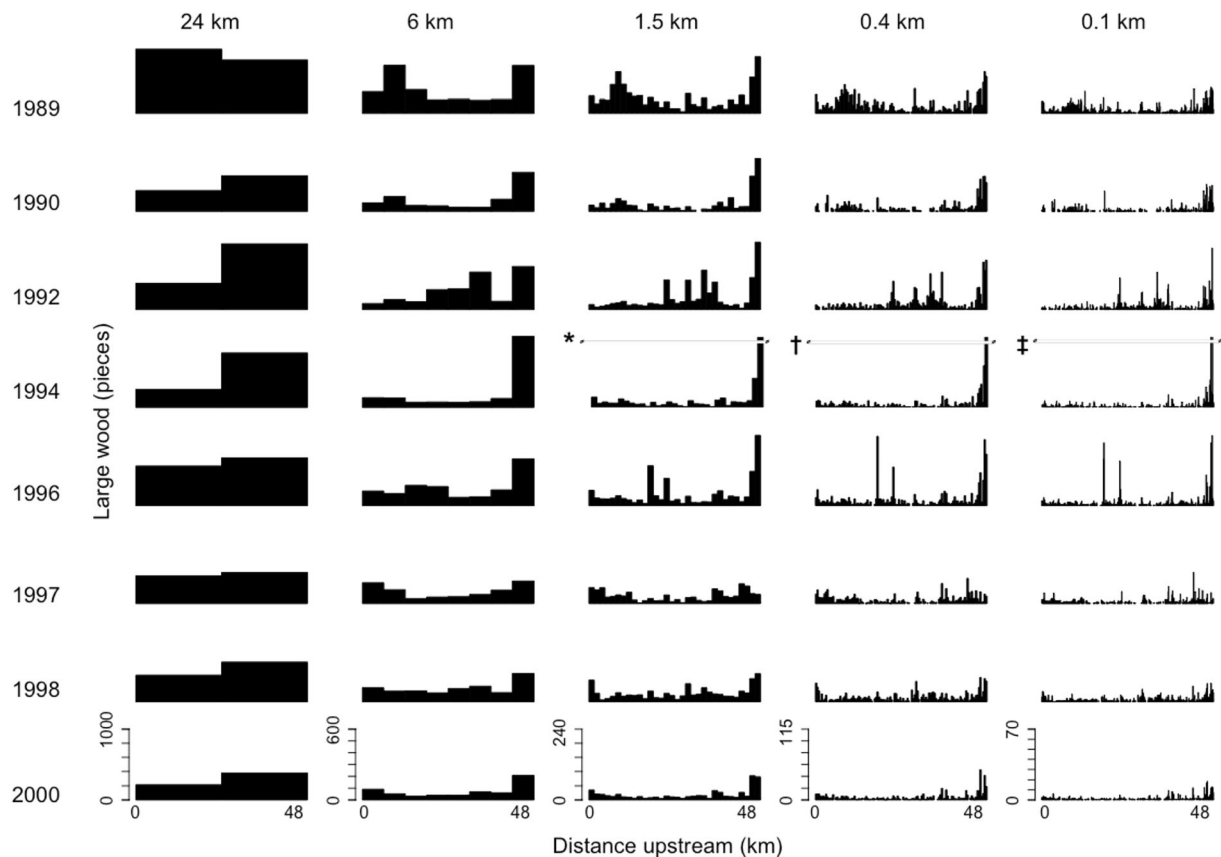 24 km 6 km 1.5 km 0.4 km 0.1 km
1989
1990
1992
* † ‡
1994
1996
1997
1998
2000
Large wood (pieces)
0 1000 0 600 0 240 0 115 0 70
0 48 0 48 0 48 0 48 0 48
Distance upstream (km)